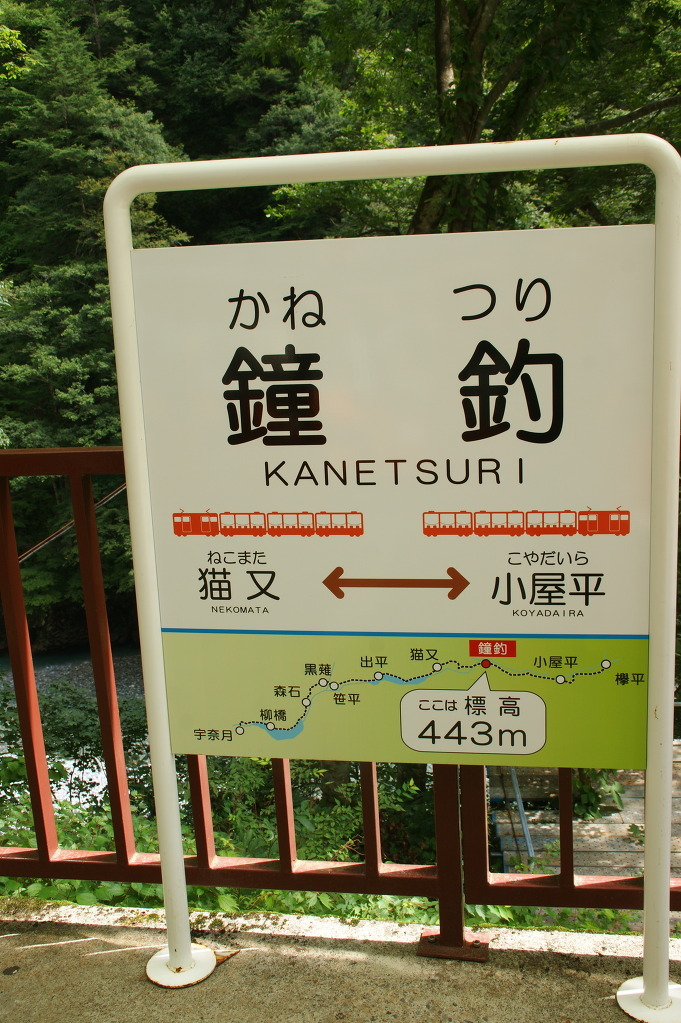 かね つり
鐘 釣
KANETSURI
ねこまた こやだいら
猫又 小屋平
NEKOMATA KOYADAIRA
鐘釣
猫又
小屋平
出平
黒薙
欅平
森石
笹平
柳橋
宇奈月
ここは 標高
443m